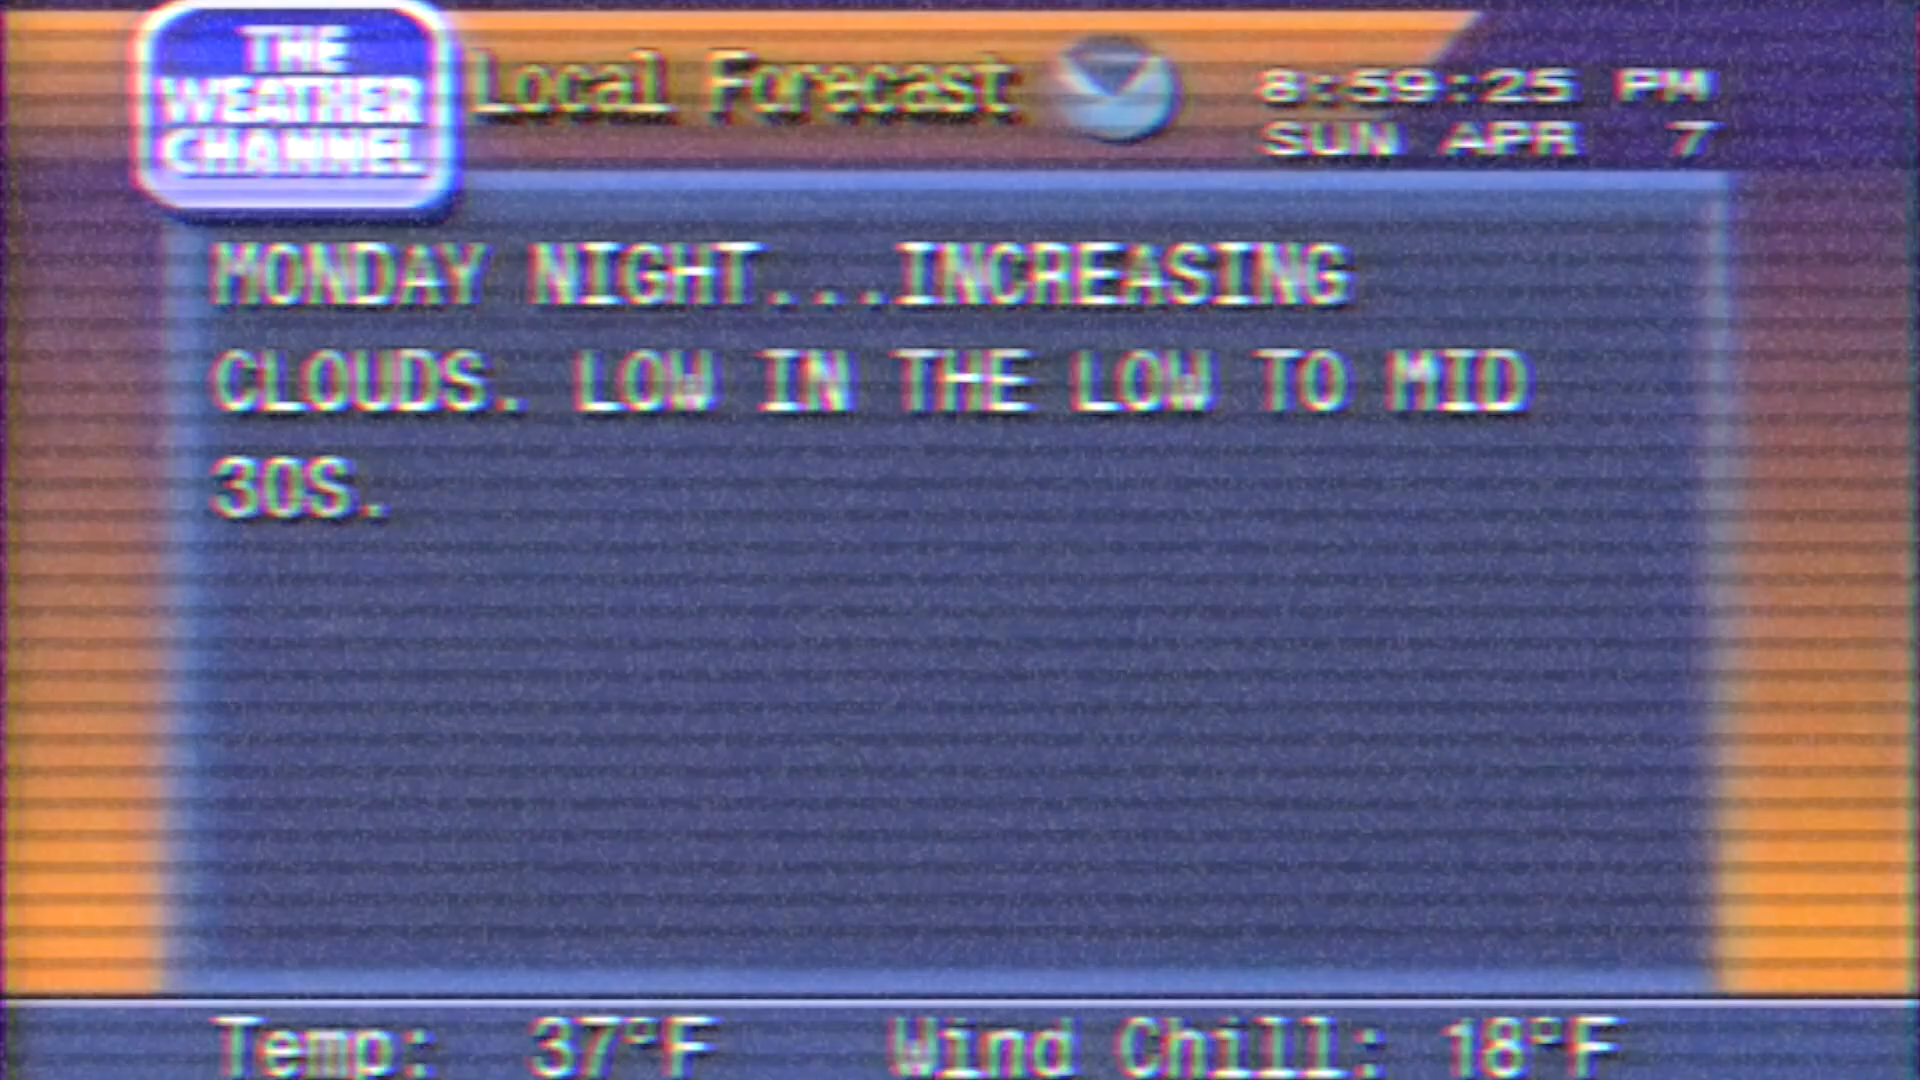 THE
WEATHER
CHANNEL
Local Forecast
8:59:25 PM
SUN APR 7
MONDAY NIGHT...INCREASING
CLOUDS. LOW IN THE LOW TO MID
30S.
Temp: 37°F Wind Chill: 18°F